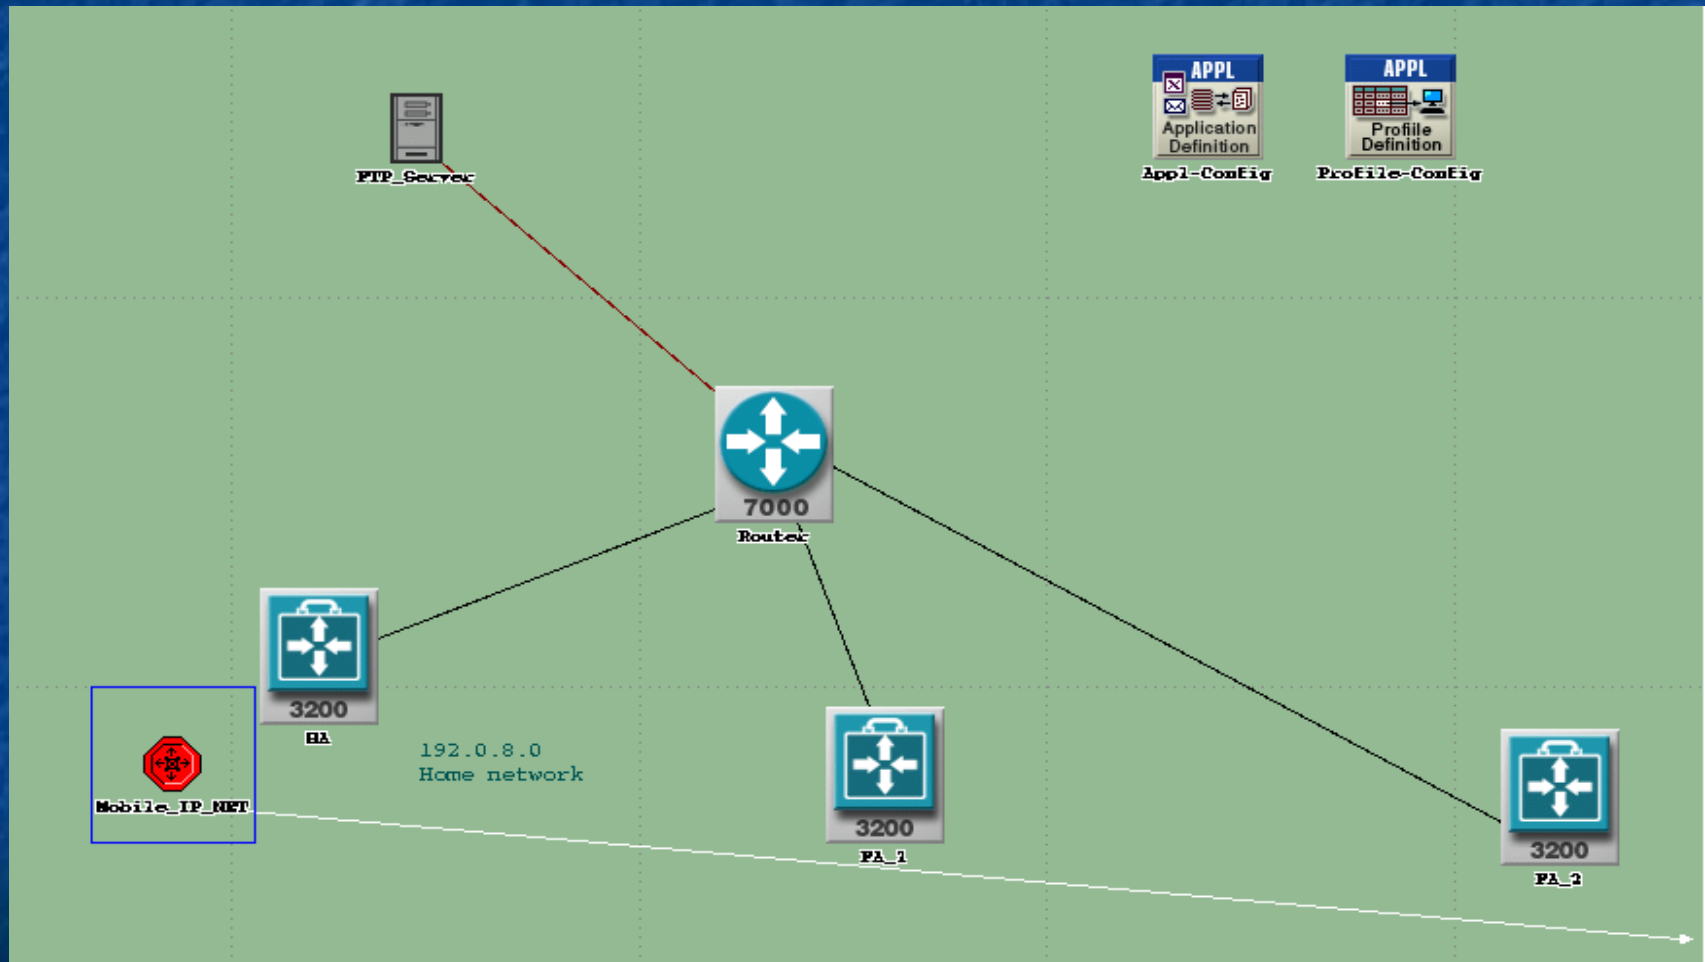 APPL
Application
Definition
Appl-Config
APPL
Profiile
Definition
Profile-Config
FTP_Server
7000
Router
3200
HA
192.0.8.0
Home network
Mobile_IP_NET
3200
FA_1
3200
FA_2